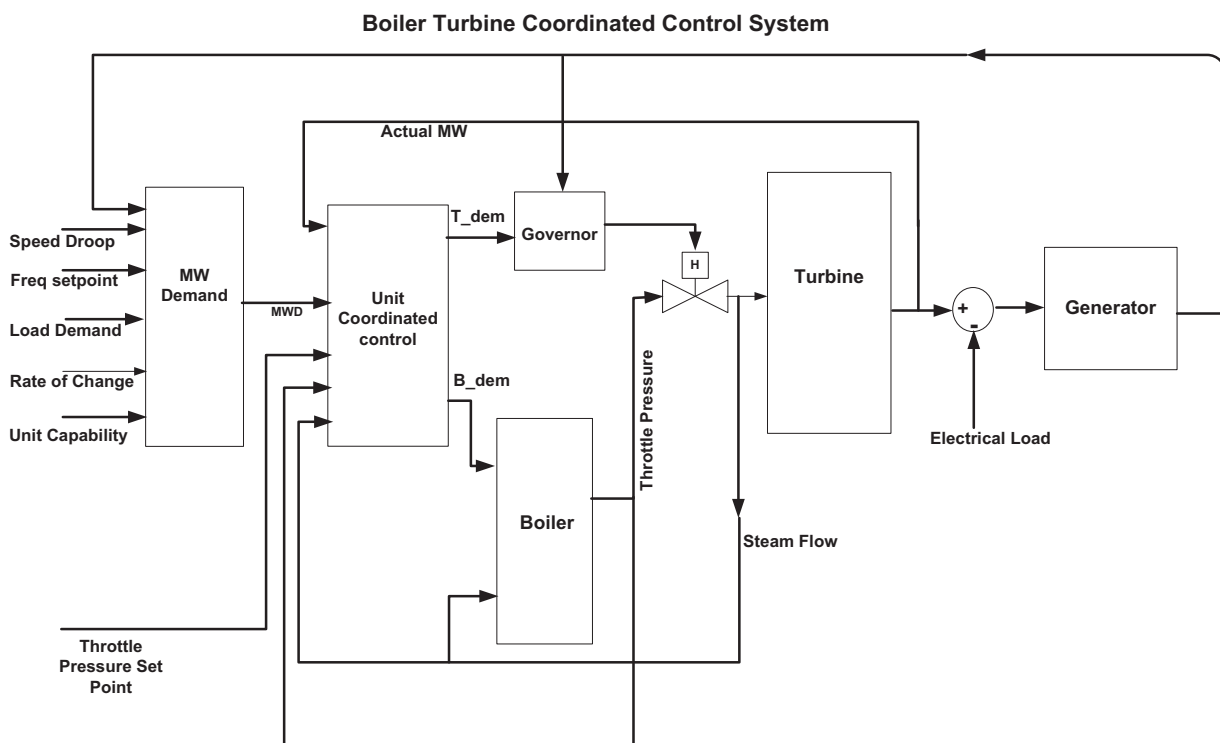 Boiler Turbine Coordinated Control System
Actual MW
Speed Droop
Freq setpoint
Load Demand
Rate of Change
Unit Capability
MW
Demand
MWD
Unit
Coordinated
control
T_dem
B_dem
Governor
H
Throttle Pressure
Boiler
Turbine
Steam Flow
+
-
Electrical Load
Generator
Throttle
Pressure Set
Point